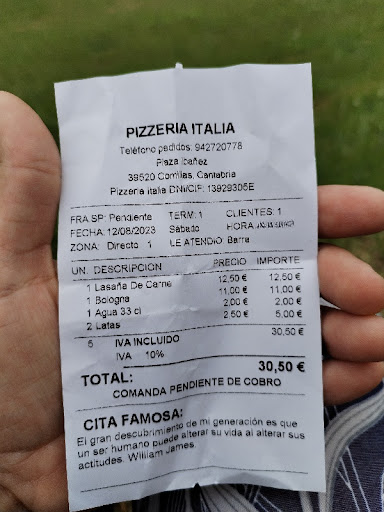 PIZZERIA ITALIA
Teléfono pedidos: 942720778
Plaza Ibañez
39520 Comillas, Cantabria
Pizzeria italia DNI/CIF: 13929305E
FRA SP: Pendiente TERM: 1 CLIENTES: 1
FECHA: 12/08/2023 Sábado HORA
ZONA: Directo 1 LE ATENDIO: Barra
UN. DESCRIPCION PRECIO IMPORTE
1 Lasaña De Carne 12,50 € 12,50 €
1 Bologna 11,00 € 11,00 €
1 Agua 33 cl 2,00 € 2,00 €
2 Latas 2,50 € 5,00 €
5 IVA INCLUIDO 30,50 €
IVA 10%
TOTAL: 30,50 €
COMANDA PENDIENTE DE COBRO
CITA FAMOSA:
El gran descubrimiento de mi generación es que
un ser humano puede alterar su vida al alterar sus
actitudes. William James.